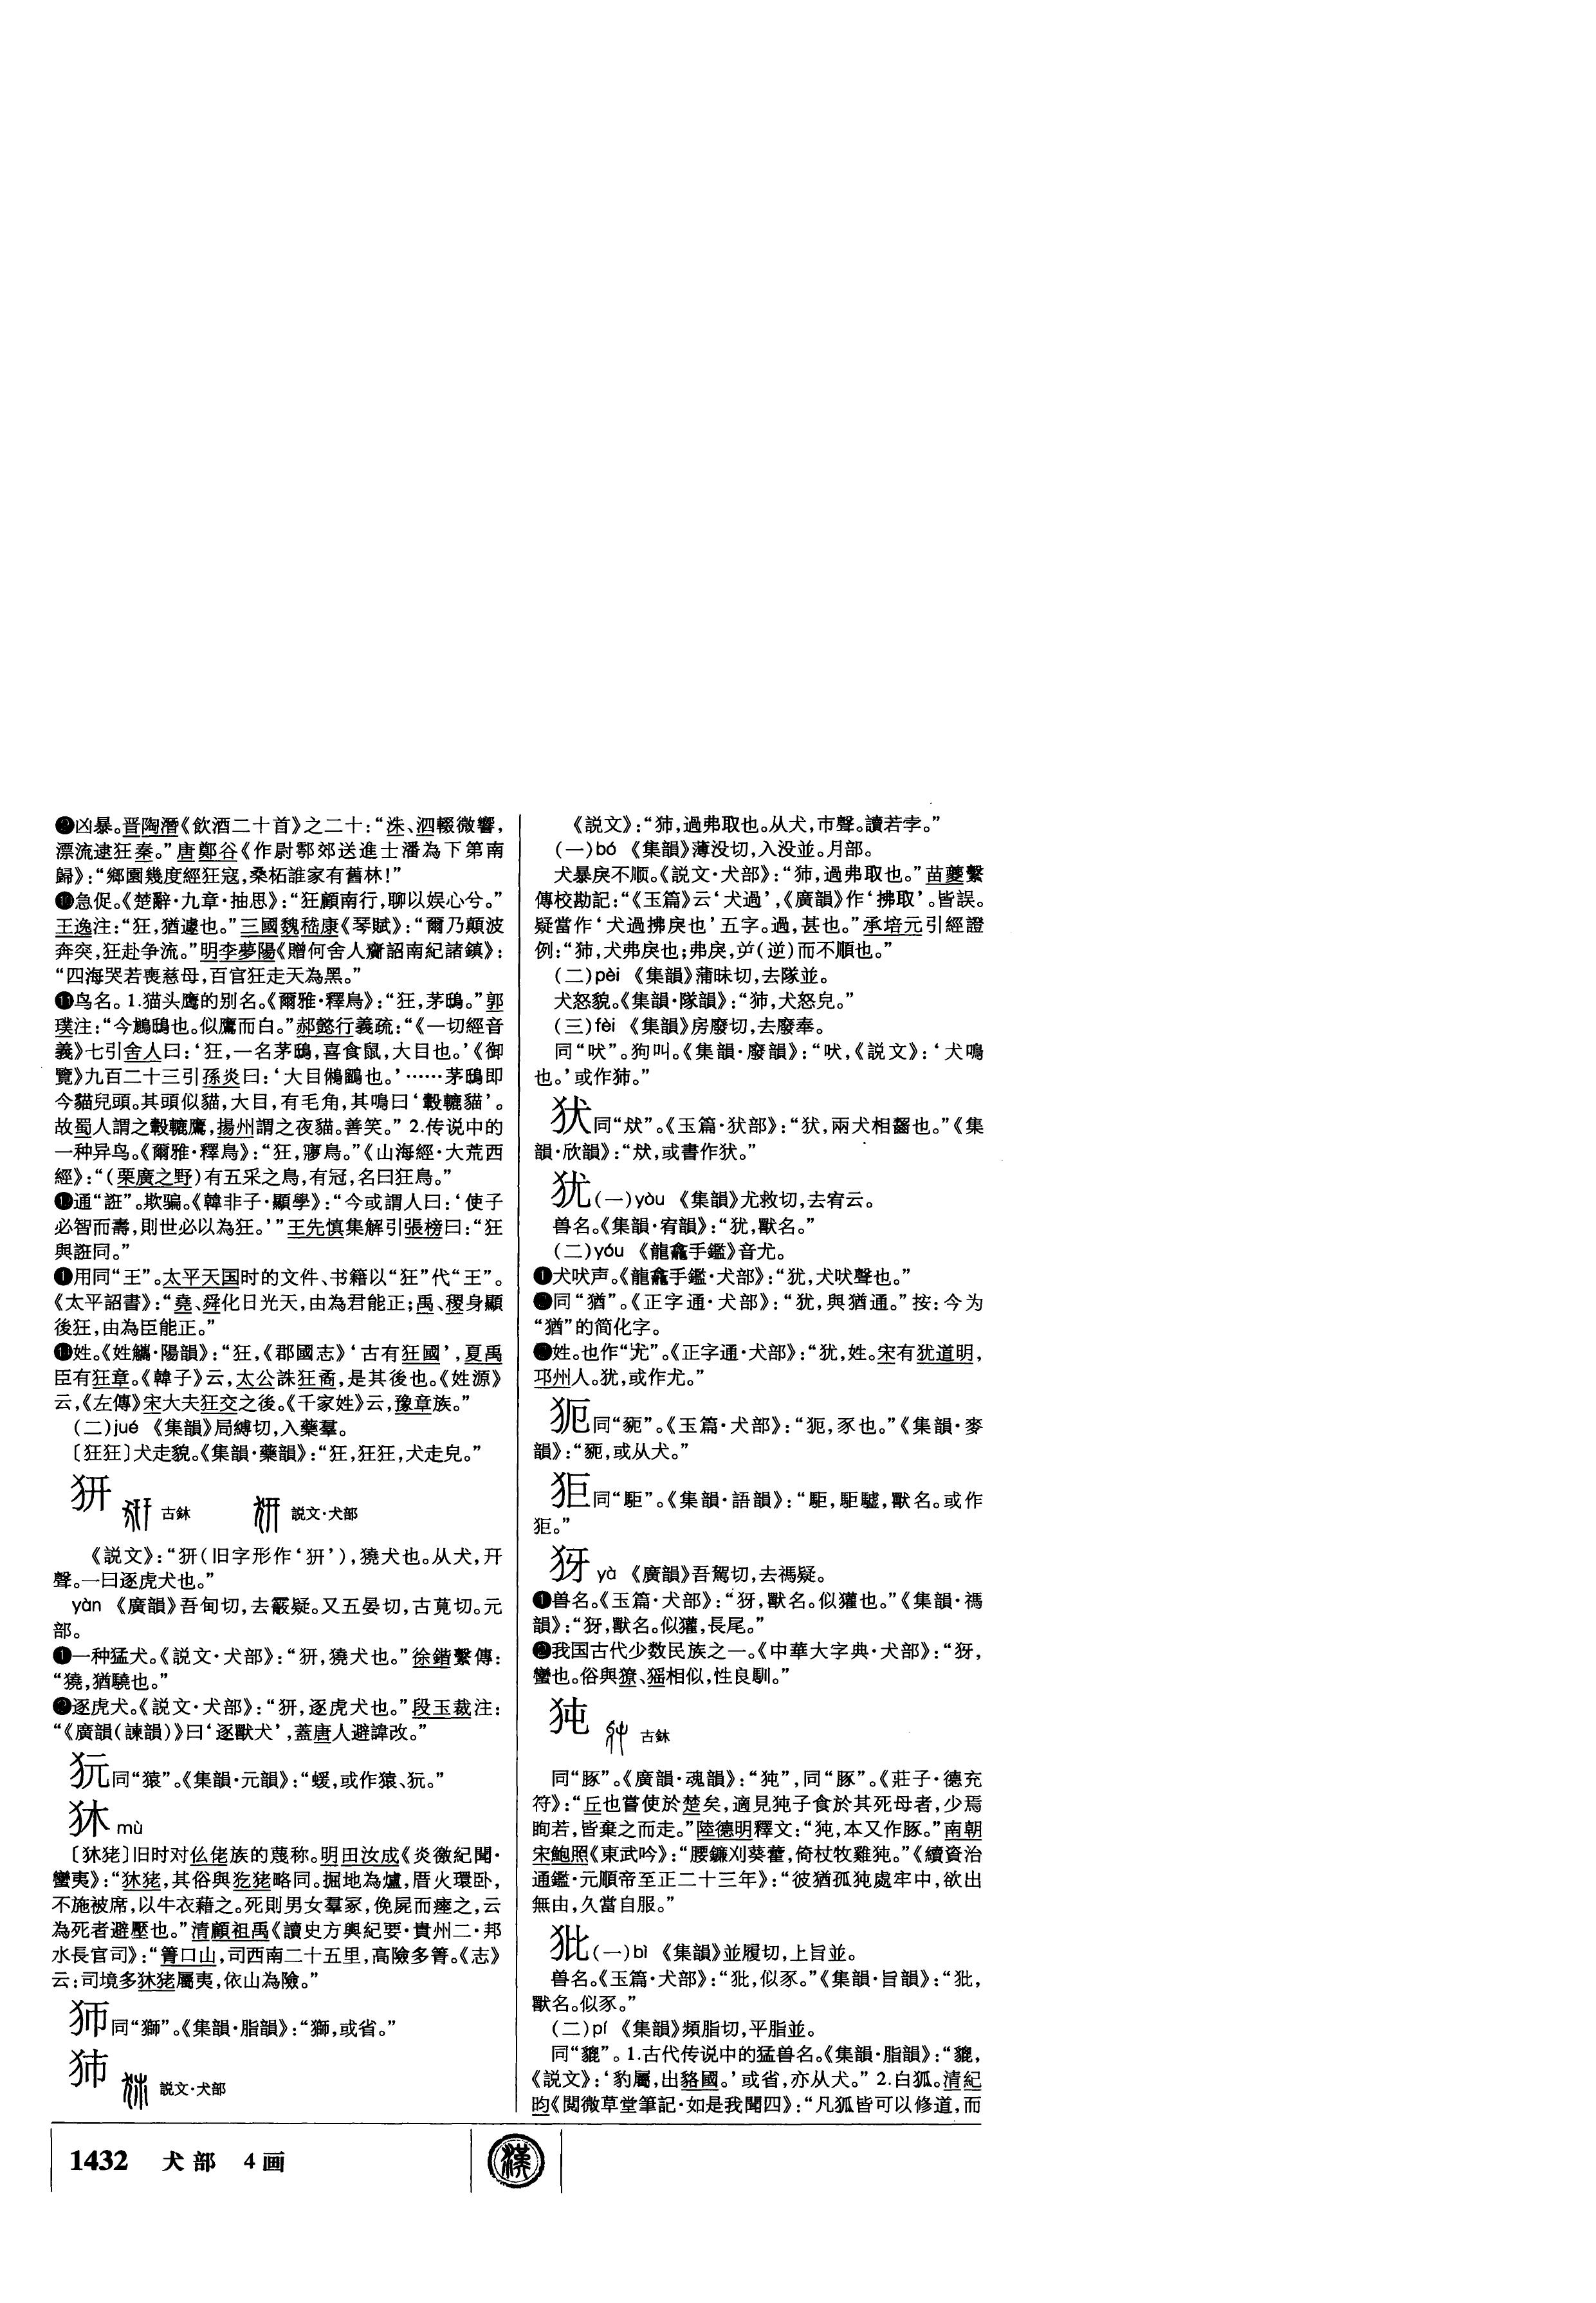 ❾凶暴。晋陶潛《飲酒二十首》之二十：“洙、泗輟微響，
漂流逮狂秦。”唐鄭谷《作尉鄠郊送進士潘為下第南
歸》：“鄉園幾度經狂寇，桑柘誰家有舊林！”
❿急促。《楚辭·九章·抽思》：“狂顧南行，聊以娱心兮。”
王逸注：“狂，猶遽也。”三國魏嵇康《琴賦》：“爾乃顛波
奔突，狂赴争流。”明李夢陽《贈何舍人齎詔南紀諸鎮》：
“四海哭若喪慈母，百官狂走天為黑。”
⓫鸟名。1.猫头鹰的别名。《爾雅·釋鳥》：“狂，茅鴟。”郭
璞注：“今鵵鴟也。似鷹而白。”郝懿行義疏：“《一切經音
義》七引舍人曰：‘狂，一名茅鴟，喜食鼠，大目也。’《御
覽》九百二十三引孫炎曰：‘大目鵂鶹也。’……茅鴟即
今貓兒頭。其頭似貓，大目，有毛角，其鳴曰‘轂轆貓’。
故蜀人謂之轂轆鷹，揚州謂之夜貓。善笑。”2.传说中的
一种异鸟。《爾雅·釋鳥》：“狂，㝱鳥。”《山海經·大荒西
經》：“（栗廣之野）有五采之鳥，有冠，名曰狂鳥。”
⓬通“誑”。欺骗。《韓非子·顯學》：“今或謂人曰：‘使子
必智而壽，則世必以為狂。’”王先慎集解引張榜曰：“狂
與誑同。”
⓭用同“王”。太平天国时的文件、书籍以“狂”代“王”。
《太平詔書》：“堯、舜化日光天，由為君能正；禹、稷身顯
後狂，由為臣能正。”
⓮姓。《姓觿·陽韻》：“狂，《郡國志》‘古有狂國’，夏禹
臣有狂章。《韓子》云，太公誅狂矞，是其後也。《姓源》
云，《左傳》宋大夫狂交之後。《千家姓》云，豫章族。”
（二）jué 《集韻》局縛切，入藥羣。
〔狂狂〕犬走貌。《集韻·藥韻》：“狂，狂狂，犬走皃。”
犽 古鉥 説文·犬部
《説文》：“（旧字形作‘豣’），獟犬也。从犬，幵
聲。一曰逐虎犬也。”
yàn 《廣韻》吾甸切，去霰疑。又五晏切，古莧切。元
部。
❶一种猛犬。《説文·犬部》：“，獟犬也。”徐鍇繫傳：
“獟，猶驍也。”
❷逐虎犬。《説文·犬部》：“，逐虎犬也。”段玉裁注：
“《廣韻（諫韻）》曰‘逐獸犬’，蓋唐人避諱改。”
㹧同“猿”。《集韻·元韻》：“蝯，或作猿、㹧。”
狇mù
〔狇狫〕旧时对仫佬族的蔑称。明田汝成《炎徼紀聞·
蠻夷》：“狇狫，其俗與犵狫略同。掘地為爐，厝火環卧，
不施被席，以牛衣藉之。死則男女羣冢，俛屍而瘞之，云
為死者避壓也。”清顧祖禹《讀史方輿紀要·貴州二·邦
水長官司》：“箐口山，司西南二十五里，高險多箐。《志》
云：司境多狇狫屬夷，依山為險。”
狮同“獅”。《集韻·脂韻》：“獅，或省。”
㹀 説文·犬部
《説文》：“，過弗取也。从犬，巿聲。讀若孛。”
（一）bó 《集韻》薄没切，入没並。月部。
犬暴戾不顺。《説文·犬部》：“，過弗取也。”苗夔繫
傳校勘記：“《玉篇》云‘犬過’，《廣韻》作‘拂取’。皆誤。
疑當作‘犬過拂戾也’五字。過，甚也。”承培元引經證
例：“，犬弗戾也；弗戾，屰（逆）而不順也。”
（二）pèi 《集韻》蒲昧切，去隊並。
犬怒貌。《集韻·隊韻》：“，犬怒皃。”
（三）fèi 《集韻》房廢切，去廢奉。
同“吠”。狗叫。《集韻·廢韻》：“吠，《説文》：‘犬鳴
也。’或作。”
犾同“㹜”。《玉篇·犾部》：“犾，兩犬相齧也。”《集
韻·欣韻》：“㹜，或書作犾。”
犹（一）yòu 《集韻》尤救切，去宥云。
兽名。《集韻·宥韻》：“犹，獸名。”
（二）yóu 《龍龕手鑑》音尤。
❶犬吠声。《龍龕手鑑·犬部》：“犹，犬吠聲也。”
❷同“猶”。《正字通·犬部》：“犹，與猶通。”按：今为
“猶”的简化字。
❸姓。也作“尤”。《正字通·犬部》：“犹，姓。宋有犹道明，
邛州人。犹，或作尤。”
㹠同“豟”。《玉篇·犬部》：“，豕也。”《集韻·麥
韻》：“豟，或从犬。”
狚同“駏”。《集韻·語韻》：“駏，駏驉，獸名。或作
。”
犽yà 《廣韻》吾駕切，去禡疑。
❶兽名。《玉篇·犬部》：“犽，獸名。似獾也。”《集韻·禡
韻》：“犽，獸名。似獾，長尾。”
❷我国古代少数民族之一。《中華大字典·犬部》：“犽，
蠻也。俗與獠、猺相似，性良馴。”
㹠 古鉥
同“豚”。《廣韻·魂韻》：“㹠”，同“豚”。《莊子·德充
符》：“丘也嘗使於楚矣，適見㹠子食於其死母者，少焉
眴若，皆棄之而走。”陸德明釋文：“㹠，本又作豚。”南朝
宋鮑照《東武吟》：“腰鐮刈葵藿，倚杖牧雞㹠。”《續資治
通鑑·元順帝至正二十三年》：“彼猶孤㹠處牢中，欲出
無由，久當自服。”
㹃（一）bì 《集韻》並履切，上旨並。
兽名。《玉篇·犬部》：“，似豕。”《集韻·旨韻》：“，
獸名。似豕。”
（二）pí 《集韻》頻脂切，平脂並。
同“貔”。1.古代传说中的猛兽名。《集韻·脂韻》：“貔，
《説文》：‘豹屬，出貉國。’或省，亦从犬。”2.白狐。清紀
昀《閲微草堂筆記·如是我聞四》：“凡狐皆可以修道，而
1432 犬部 4画
漢